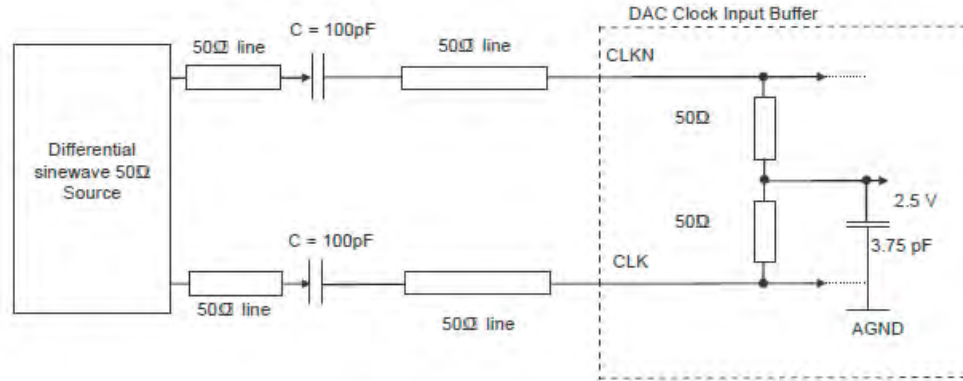 DAC Clock Input Buffer
C = 100pF
50Ω line
50Ω line
CLKN
50Ω
Differential
sinewave 50Ω
Source
2.5 V
50Ω
3.75 pF
C = 100pF
CLK
50Ω line
50Ω line
AGND